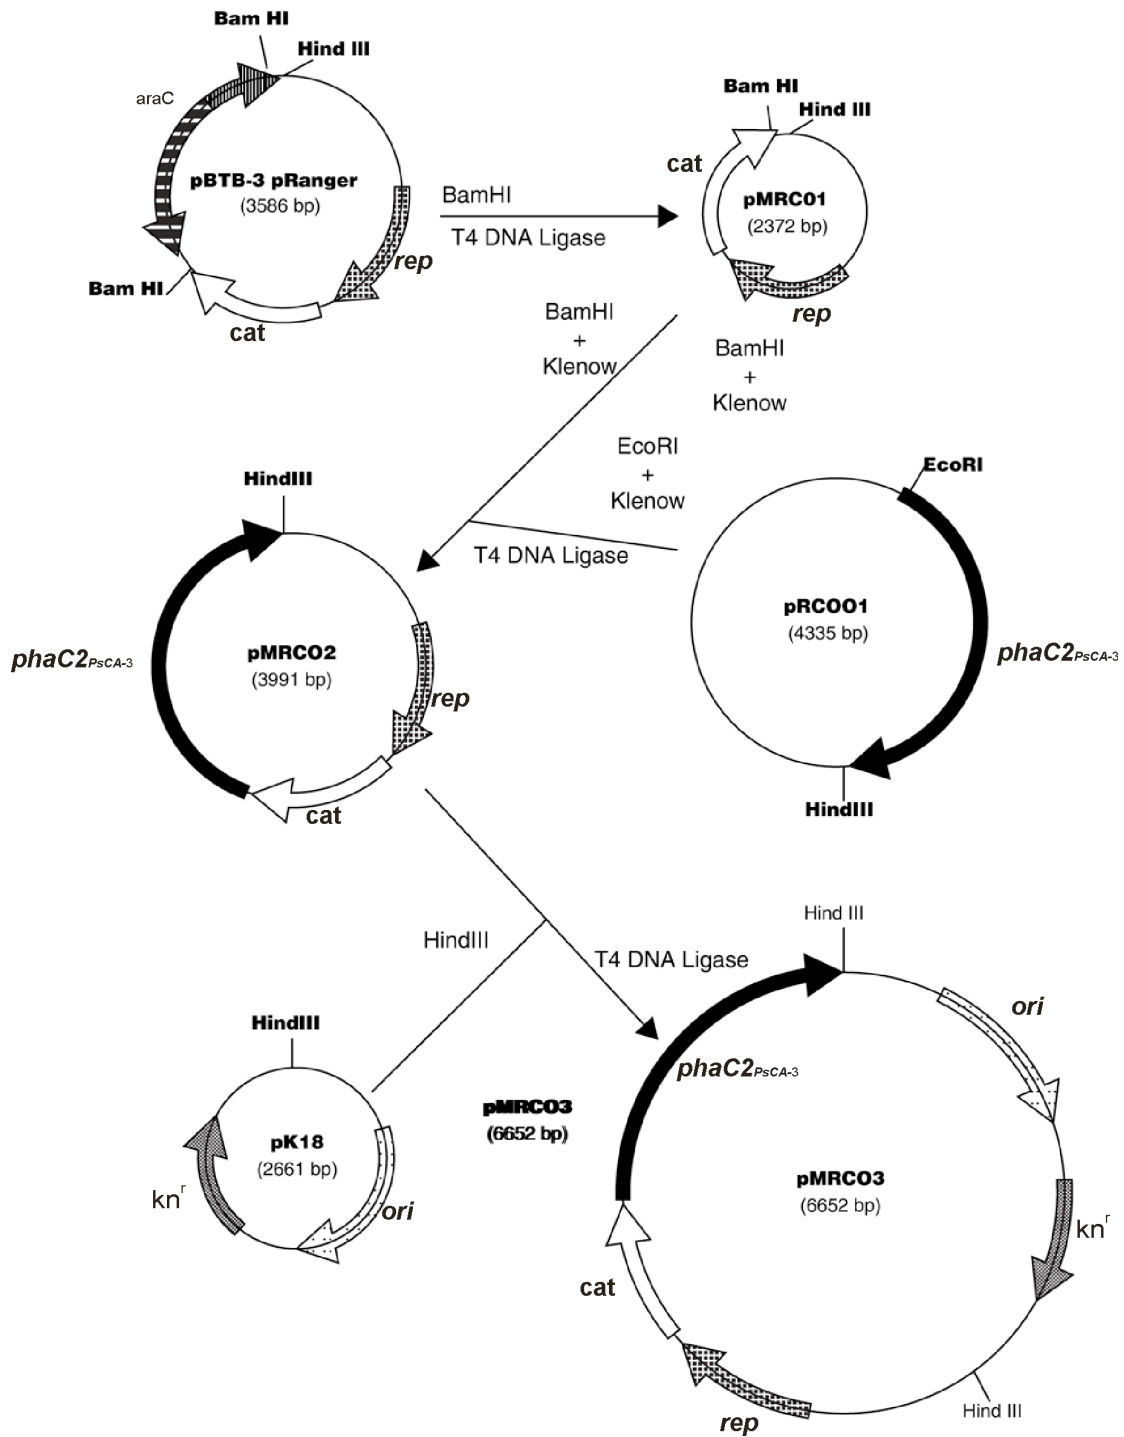 Bam HI
Hind III
araC
pBTB-3 pRanger
(3586 bp)
rep
Bam HI
cat
BamHI
T4 DNA Ligase
Bam HI
Hind III
cat
pMRC01
(2372 bp)
rep
BamHI
+
Klenow
BamHI
+
Klenow
EcoRI
+
Klenow
T4 DNA Ligase
HindIII
phaC2PsCA-3
pMRCO2
(3991 bp)
rep
cat
EcoRI
pRCOO1
(4335 bp)
phaC2PsCA-3
HindIII
HindIII
T4 DNA Ligase
HindIII
pK18
(2661 bp)
knr
ori
pMRCO3
(6652 bp)
Hind III
ori
phaC2PsCA-3
pMRCO3
(6652 bp)
knr
cat
Hind III
rep